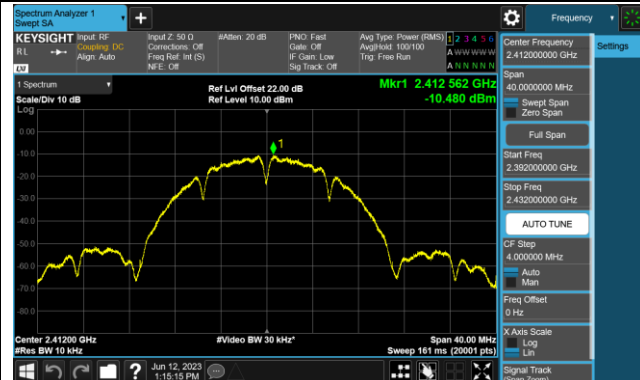 Spectrum Analyzer 1
Swept SA
Frequency
KEYSIGHT
RL
LXI
Input: RF
Coupling: DC
Align: Auto
Input Z: 50 Ω
Corrections: Off
Freq Ref: Int (S)
NFE: Off
#Atten: 20 dB
PNO: Fast
Gate: Off
IF Gain: Low
Sig Track: Off
Avg Type: Power (RMS)
Avg|Hold: 100/100
Trig: Free Run
1 2 3 4 5 6
A W W W W W
A N N N N N
1 Spectrum
Scale/Div 10 dB
Log
Ref Lvl Offset 22.00 dB
Ref Level 10.00 dBm
Mkr1 2.412 562 GHz
-10.480 dBm
1
0.00
-10.0
-20.0
-30.0
-40.0
-50.0
-60.0
-70.0
-80.0
Center 2.41200 GHz
#Res BW 10 kHz
#Video BW 30 kHz*
Span 40.00 MHz
Sweep 161 ms (20001 pts)
Jun 12, 2023
1:15:15 PM
Center Frequency
2.412000000 GHz
Settings
Span
40.0000000 MHz
Swept Span
Zero Span
Full Span
Start Freq
2.392000000 GHz
Stop Freq
2.432000000 GHz
AUTO TUNE
CF Step
4.000000 MHz
Auto
Man
Freq Offset
0 Hz
X Axis Scale
Log
Lin
Signal Track
(Span Zoom)